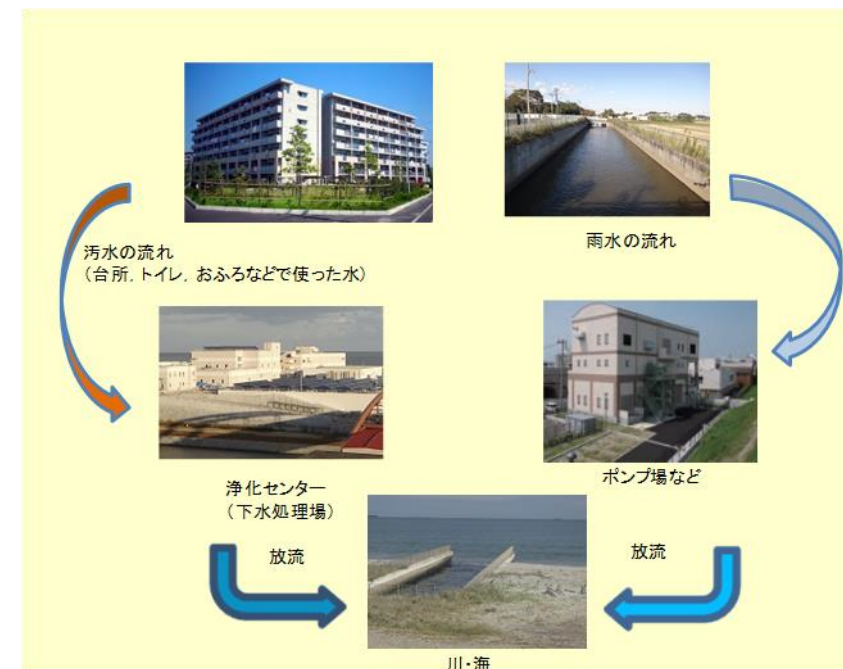 汚水の流れ
(台所, トイレ, おふろなどで使った水)
雨水の流れ
浄化センター
(下水処理場)
ポンプ場など
放流
放流
川・海